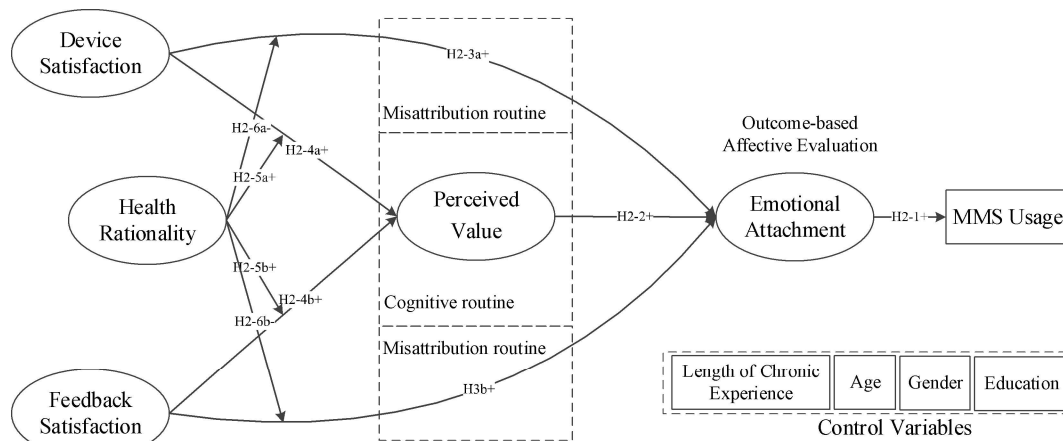 Device
Satisfaction
H2-3a+
Misattribution routine
Outcome-based
Affective Evaluation
H2-6a-
H2-4a+
H2-5a+
Health
Rationality
Perceived
Value
H2-2+
Emotional
Attachment
H2-1+
MMS Usage
H2-5b+
H2-4b+
Cognitive routine
H2-6b-
Misattribution routine
Feedback
Satisfaction
H3b+
Length of Chronic
Experience
Age
Gender
Education
Control Variables